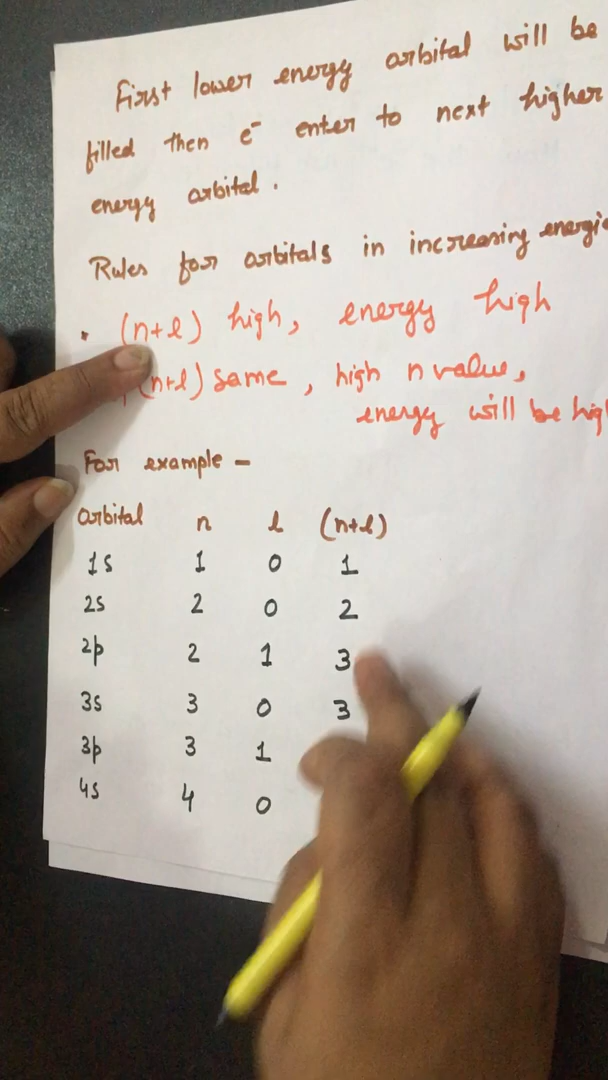 First lower energy orbital will be
filled then e⁻ enter to next higher
energy orbital.
Rules for orbitals in increasing energie
• (n+l) high, energy high
(n+l) same, high n value,
energy will be high
For example -
orbital n l (n+l)
1s 1 0 1
2s 2 0 2
2p 2 1 3
3s 3 0 3
3p 3 1
4s 4 0